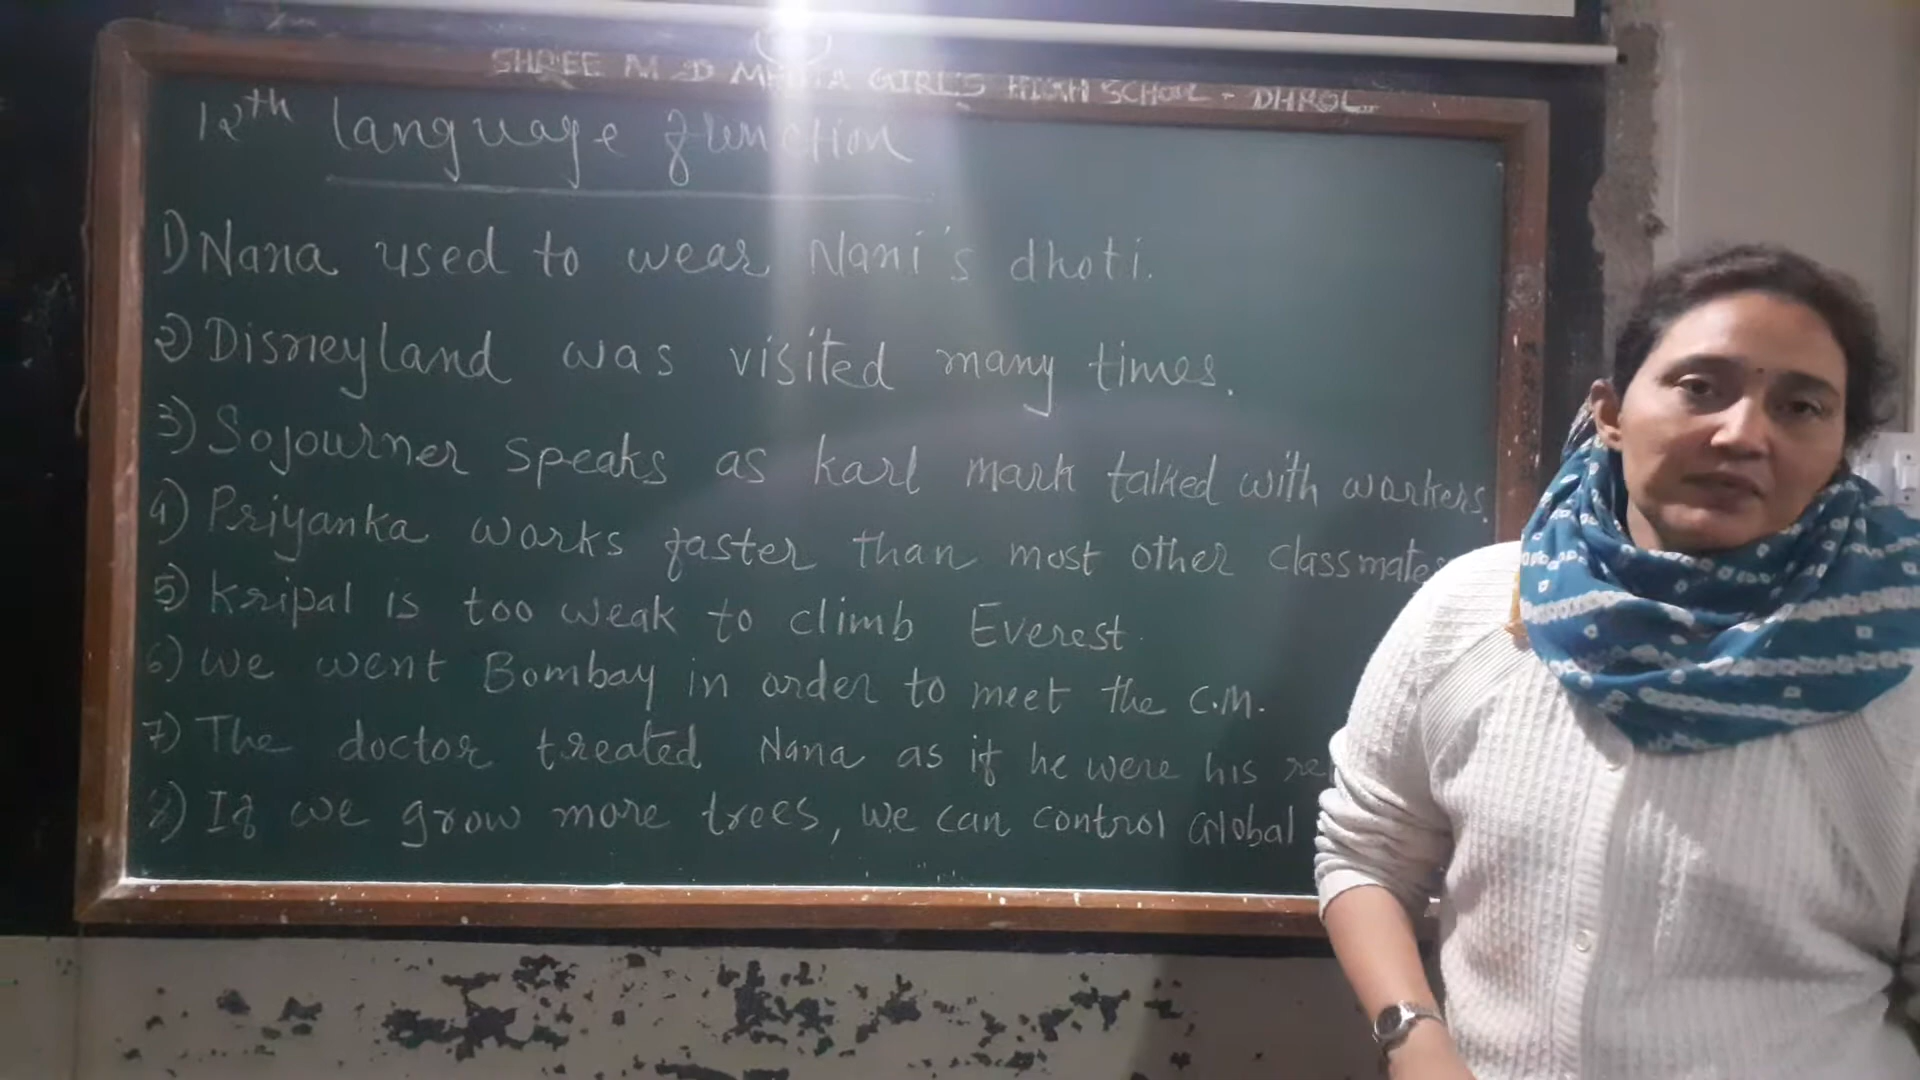 SHREE M D MEHTA GIRL'S HIGH SCHOOL - DHROL
12th language function
1) Nana used to wear Nani's dhoti.
2) Disneyland was visited many times.
3) Sojourner speaks as karl mark talked with workers.
4) Priyanka works faster than most other classmates
5) Kripal is too weak to climb Everest.
6) we went Bombay in order to meet the C.M.
7) The doctor treated Nana as if he were his
8) If we grow more trees, we can control Global